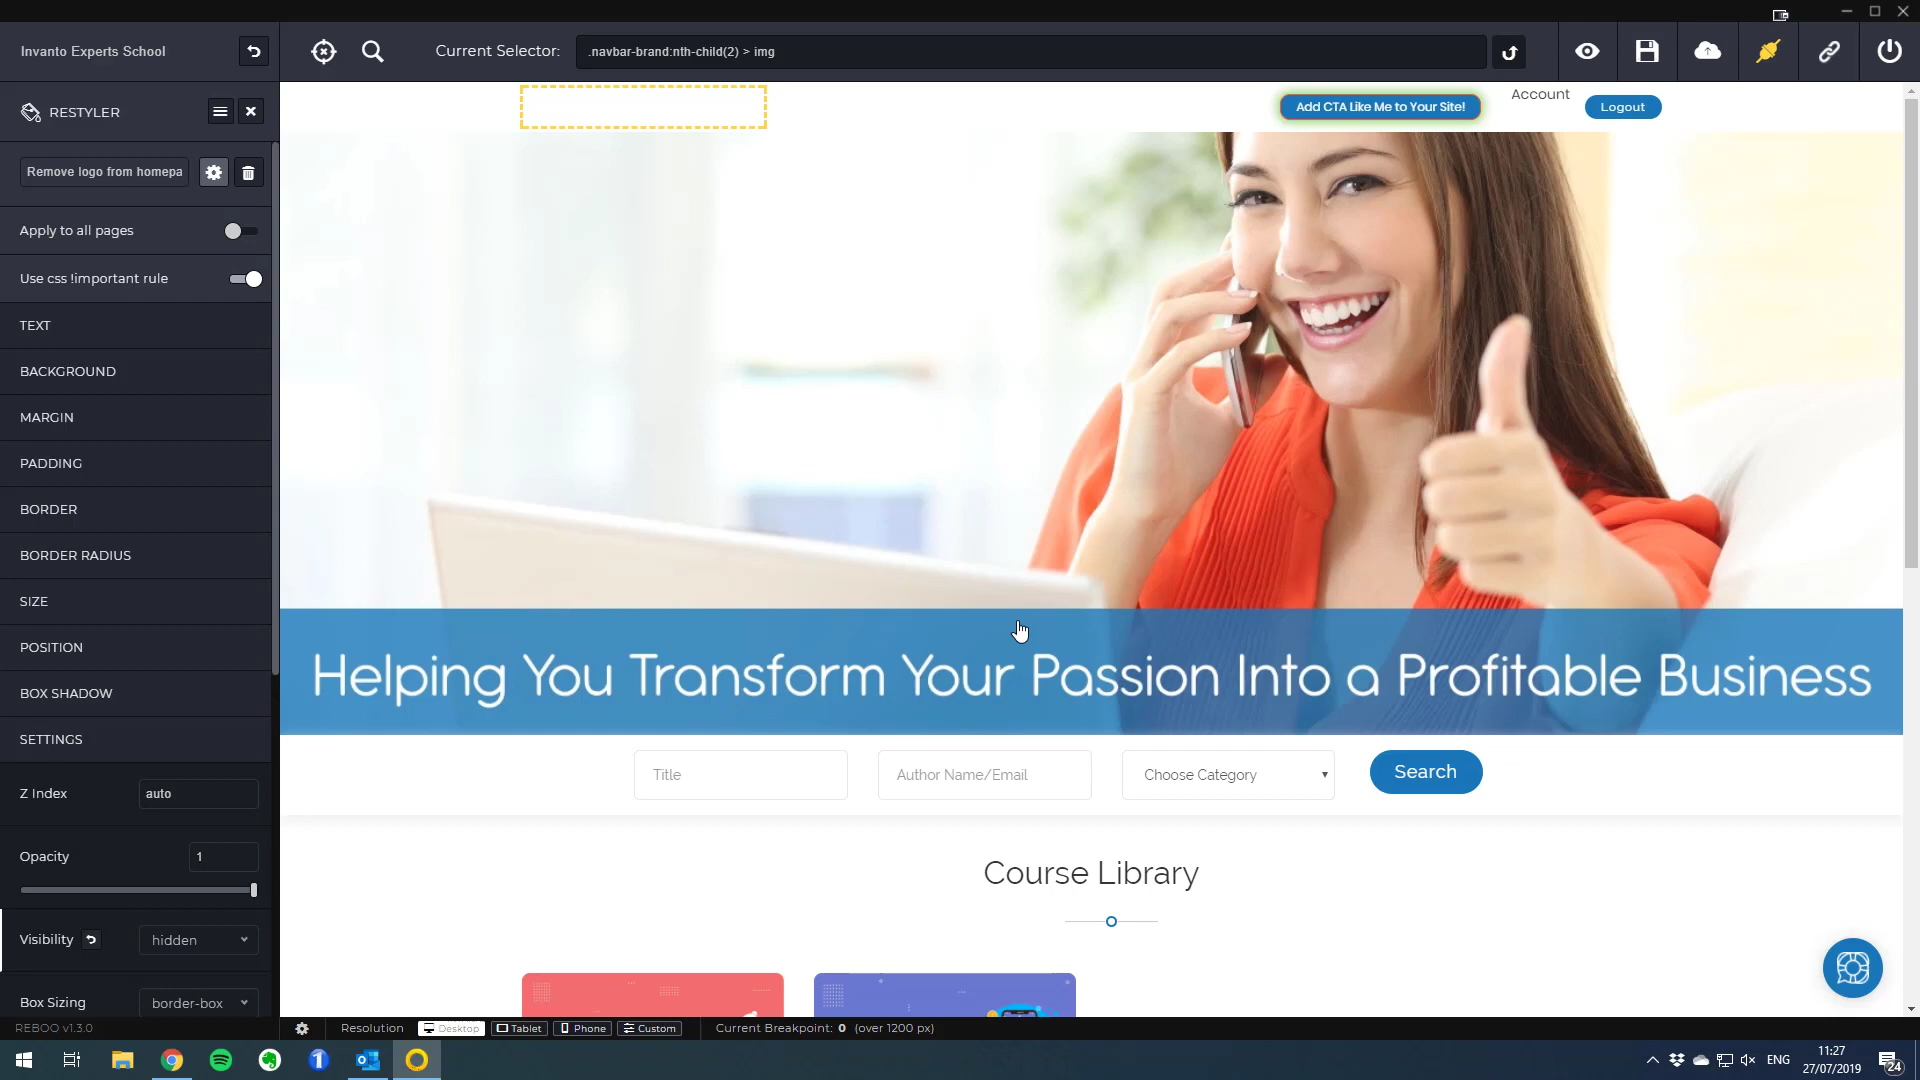 Invanto Experts School
Current Selector:
.navbar-brand:nth-child(2) > img
RESTYLER
Add CTA Like Me to Your Site!
Account
Logout
Remove logo from homepa
Apply to all pages
Use css !important rule
TEXT
BACKGROUND
MARGIN
PADDING
BORDER
BORDER RADIUS
SIZE
POSITION
BOX SHADOW
SETTINGS
Z Index
auto
Opacity
1
Visibility
hidden
Box Sizing
border-box
Helping You Transform Your Passion Into a Profitable Business
Title
Author Name/Email
Choose Category
Search
Course Library
REBOO v1.3.0
Resolution
Desktop
Tablet
Phone
Custom
Current Breakpoint: 0 (over 1200 px)
ENG
11:27
27/07/2019
24